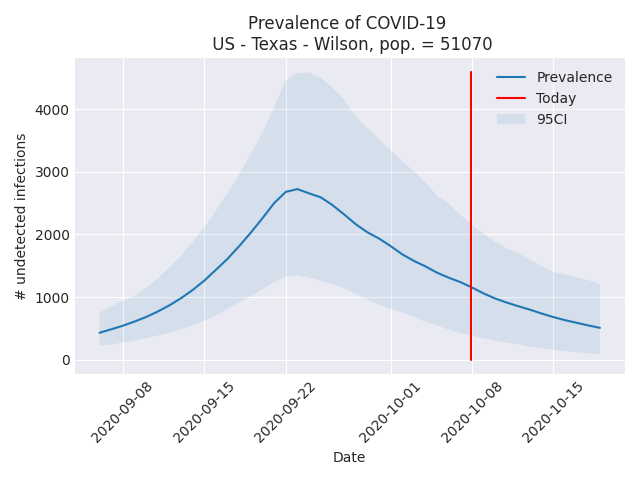 Prevalence of COVID-19
US - Texas - Wilson, pop. = 51070
Prevalence
Today
95CI
# undetected infections
4000
3000
2000
1000
0
2020-09-08
2020-09-15
2020-09-22
2020-10-01
2020-10-08
2020-10-15
Date